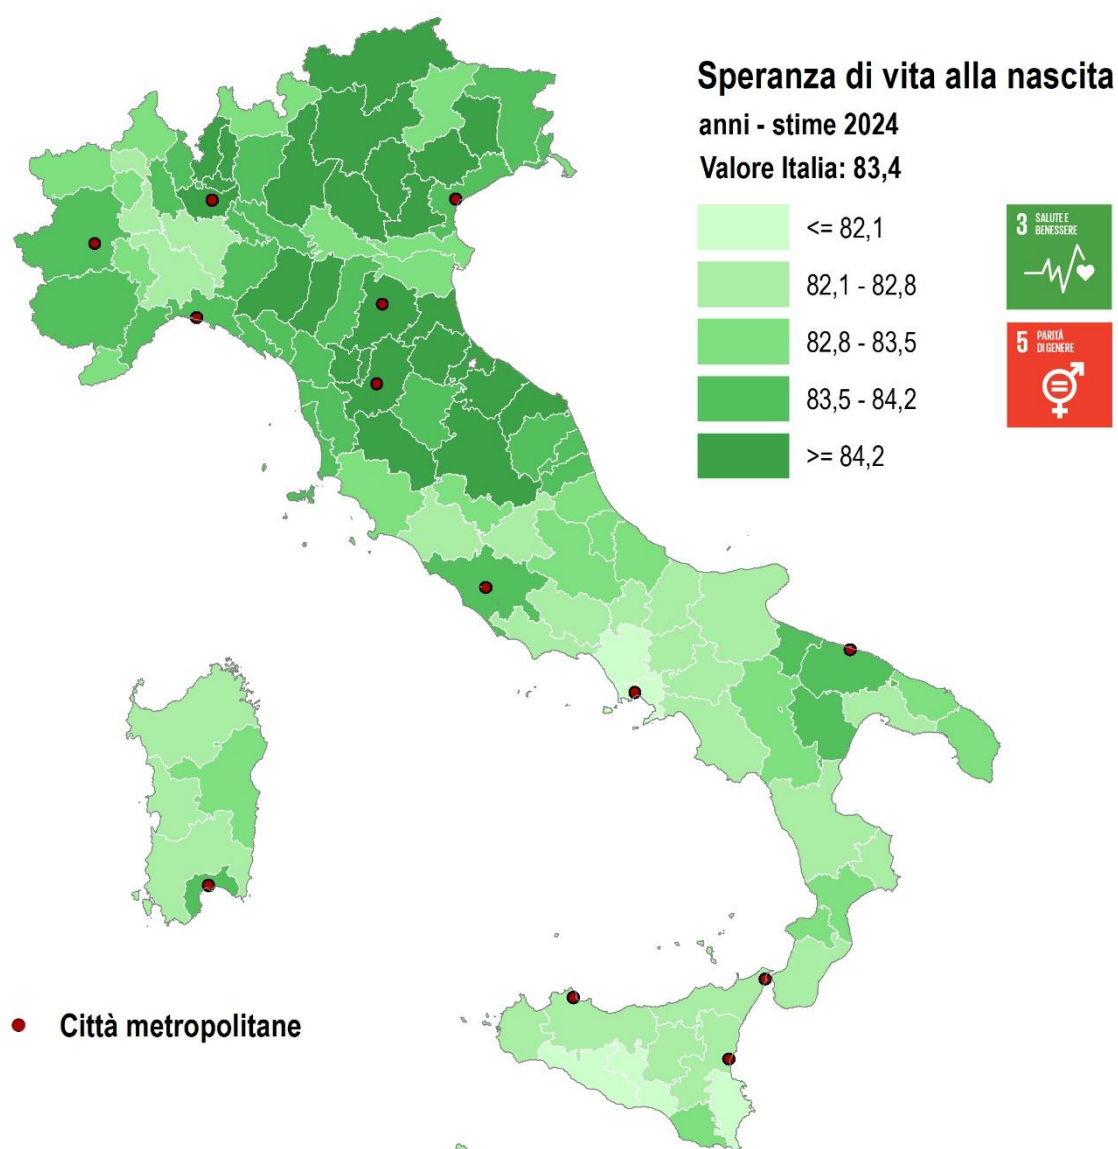 Speranza di vita alla nascita
anni - stime 2024
Valore Italia: 83,4
<= 82,1
82,1 - 82,8
82,8 - 83,5
83,5 - 84,2
>= 84,2
3 SALUTE E
BENESSERE
5 PARITÀ
DI GENERE
Città metropolitane